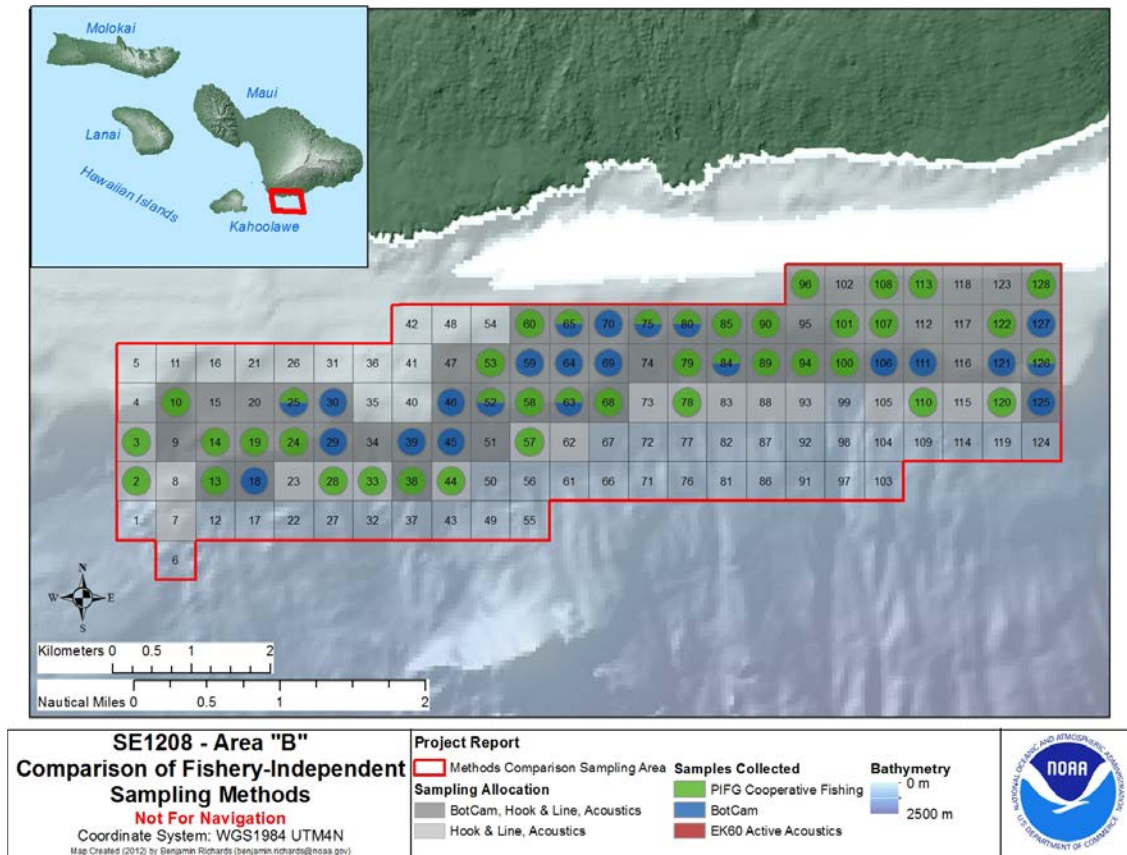 Molokai
Maui
Lanai
Hawaiian Islands
Kahoolawe
96 102 108 113 118 123 128
42 48 54 60 65 70 75 80 85 90 95 101 107 112 117 122 127
5 11 16 21 26 31 36 41 47 53 59 64 69 74 79 84 89 94 100 106 111 116 121 126
4 10 15 20 25 30 35 40 46 52 58 63 68 73 78 83 88 93 99 105 110 115 120 125
3 9 14 19 24 29 34 39 45 51 57 62 67 72 77 82 87 92 98 104 109 114 119 124
2 8 13 18 23 28 33 38 44 50 56 61 66 71 76 81 86 91 97 103
1 7 12 17 22 27 32 37 43 49 55
6
N
W E
S
Kilometers 0 0.5 1 2
Nautical Miles 0 0.5 1 2
SE1208 - Area "B"
Comparison of Fishery-Independent
Sampling Methods
Not For Navigation
Coordinate System: WGS1984 UTM4N
Map Created (2012) by Benjamin Richards (benjamin.richards@noaa.gov)
Project Report
Methods Comparison Sampling Area
Sampling Allocation
BotCam, Hook & Line, Acoustics
Hook & Line, Acoustics
Samples Collected
PIFG Cooperative Fishing
BotCam
EK60 Active Acoustics
Bathymetry
0 m
2500 m
NATIONAL OCEANIC AND ATMOSPHERIC ADMINISTRATION
NOAA
U.S. DEPARTMENT OF COMMERCE